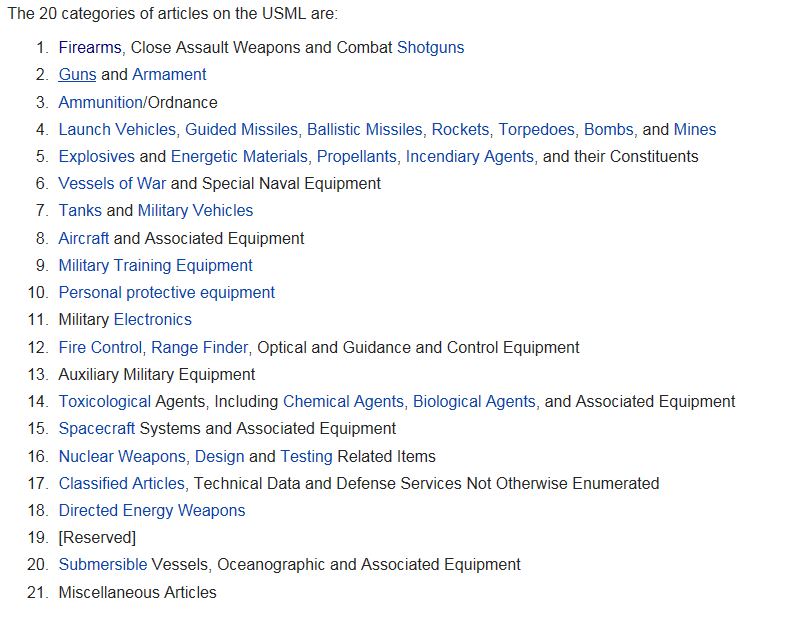 The 20 categories of articles on the USML are:
1. Firearms, Close Assault Weapons and Combat Shotguns
2. Guns and Armament
3. Ammunition/Ordnance
4. Launch Vehicles, Guided Missiles, Ballistic Missiles, Rockets, Torpedoes, Bombs, and Mines
5. Explosives and Energetic Materials, Propellants, Incendiary Agents, and their Constituents
6. Vessels of War and Special Naval Equipment
7. Tanks and Military Vehicles
8. Aircraft and Associated Equipment
9. Military Training Equipment
10. Personal protective equipment
11. Military Electronics
12. Fire Control, Range Finder, Optical and Guidance and Control Equipment
13. Auxiliary Military Equipment
14. Toxicological Agents, Including Chemical Agents, Biological Agents, and Associated Equipment
15. Spacecraft Systems and Associated Equipment
16. Nuclear Weapons, Design and Testing Related Items
17. Classified Articles, Technical Data and Defense Services Not Otherwise Enumerated
18. Directed Energy Weapons
19. [Reserved]
20. Submersible Vessels, Oceanographic and Associated Equipment
21. Miscellaneous Articles